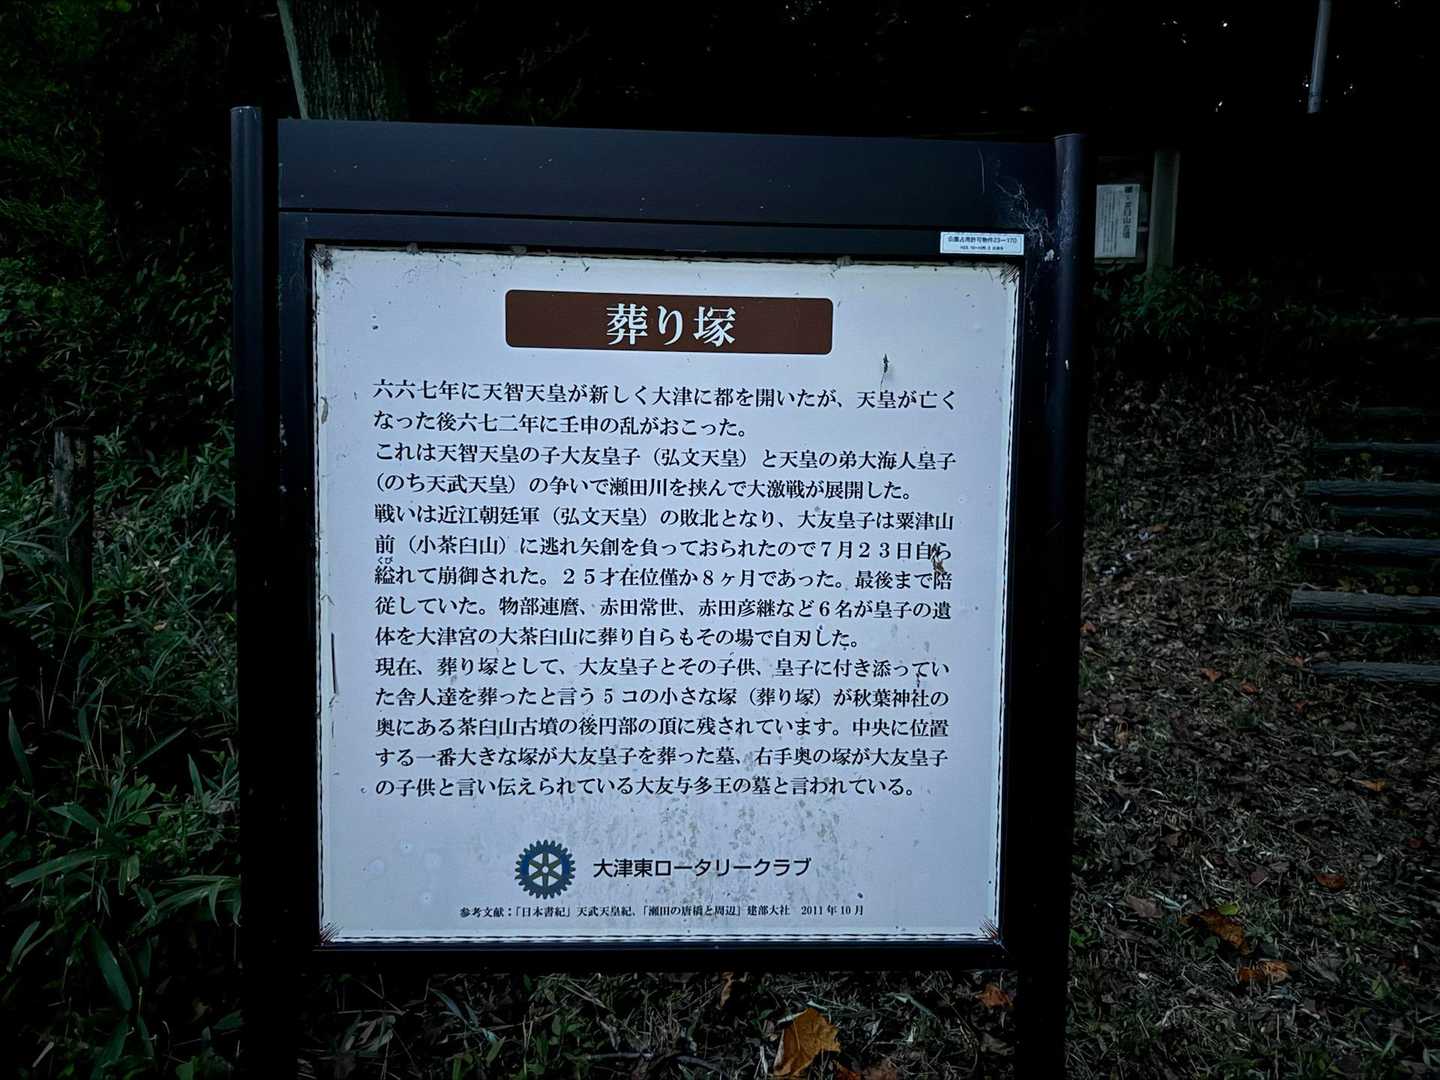 葬り塚
六六七年に天智天皇が新しく大津に都を開いたが、天皇が亡く
なった後六七二年に壬申の乱がおこった。
これは天智天皇の子大友皇子（弘文天皇）と天皇の弟大海人皇子
（のち天武天皇）の争いで瀬田川を挟んで大激戦が展開した。
戦いは近江朝廷軍（弘文天皇）の敗北となり、大友皇子は粟津山
前（小茶臼山）に逃れ矢創を負っておられたので７月２３日自ら
縊れて崩御された。２５才在位僅か８ヶ月であった。最後まで陪
従していた。物部連麿、赤田常世、赤田彦継など６名が皇子の遺
体を大津宮の大茶臼山に葬り自らもその場で自刃した。
現在、葬り塚として、大友皇子とその子供、皇子に付き添ってい
た舎人達を葬ったと言う５コの小さな塚（葬り塚）が秋葉神社の
奥にある茶臼山古墳の後円部の頂に残されています。中央に位置
する一番大きな塚が大友皇子を葬った墓、右手奥の塚が大友皇子
の子供と言い伝えられている大友与多王の墓と言われている。
大津東ロータリークラブ
参考文献：「日本書紀」天武天皇紀、「瀬田の唐橋と周辺」建部大社　2011年10月
公園占用許可物件23ー170
茶臼山古墳